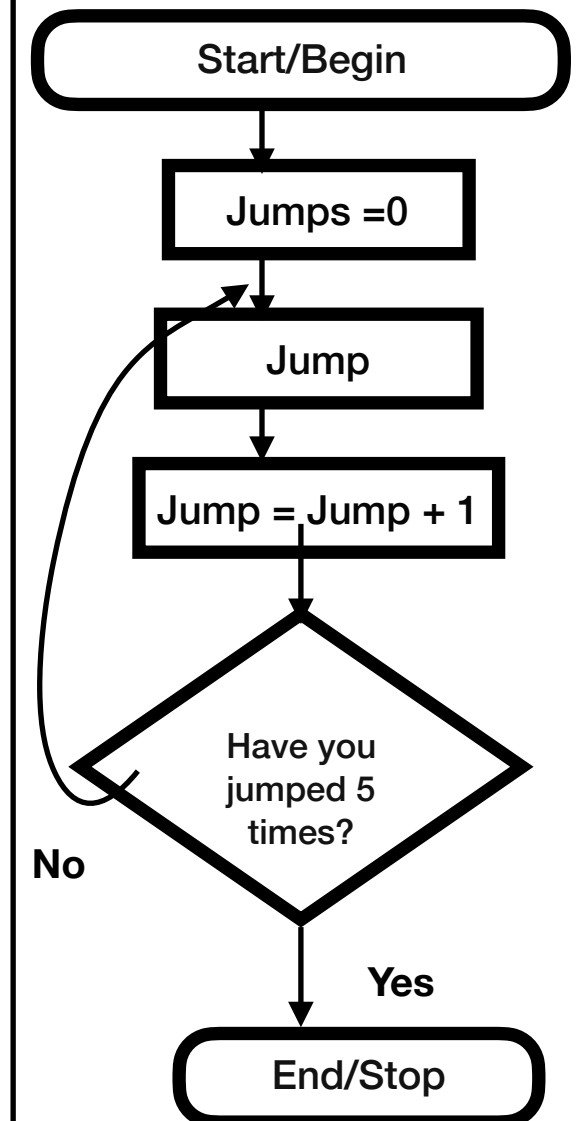 Start/Begin
Jumps =0
Jump
Jump = Jump + 1
Have you
jumped 5
times?
No
Yes
End/Stop